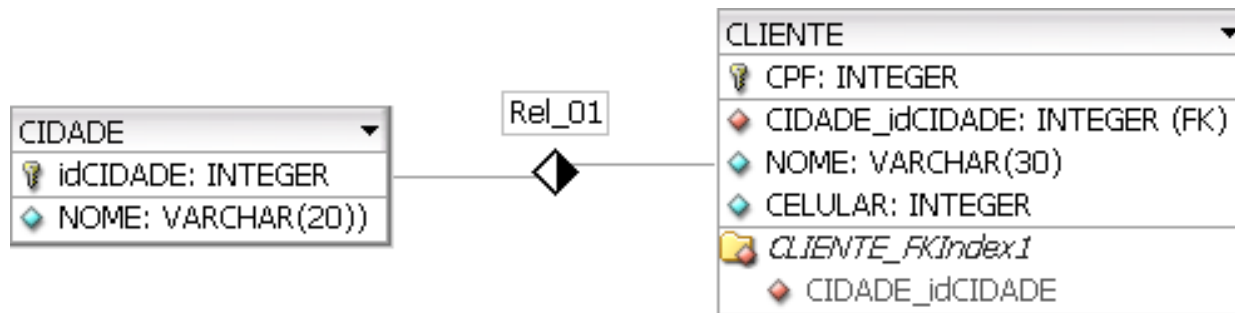 CIDADE
idCIDADE: INTEGER
NOME: VARCHAR(20))
Rel_01
CLIENTE
CPF: INTEGER
CIDADE_idCIDADE: INTEGER (FK)
NOME: VARCHAR(30)
CELULAR: INTEGER
CLIENTE_FKIndex1
CIDADE_idCIDADE